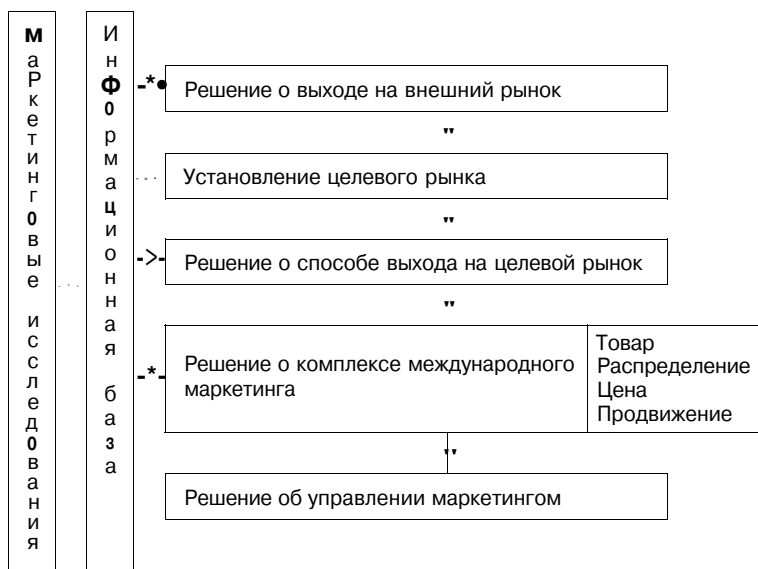 Маркетинговые исследования
Информационная база
Решение о выходе на внешний рынок
Установление целевого рынка
Решение о способе выхода на целевой рынок
Решение о комплексе международного
маркетинга
Товар
Распределение
Цена
Продвижение
Решение об управлении маркетингом